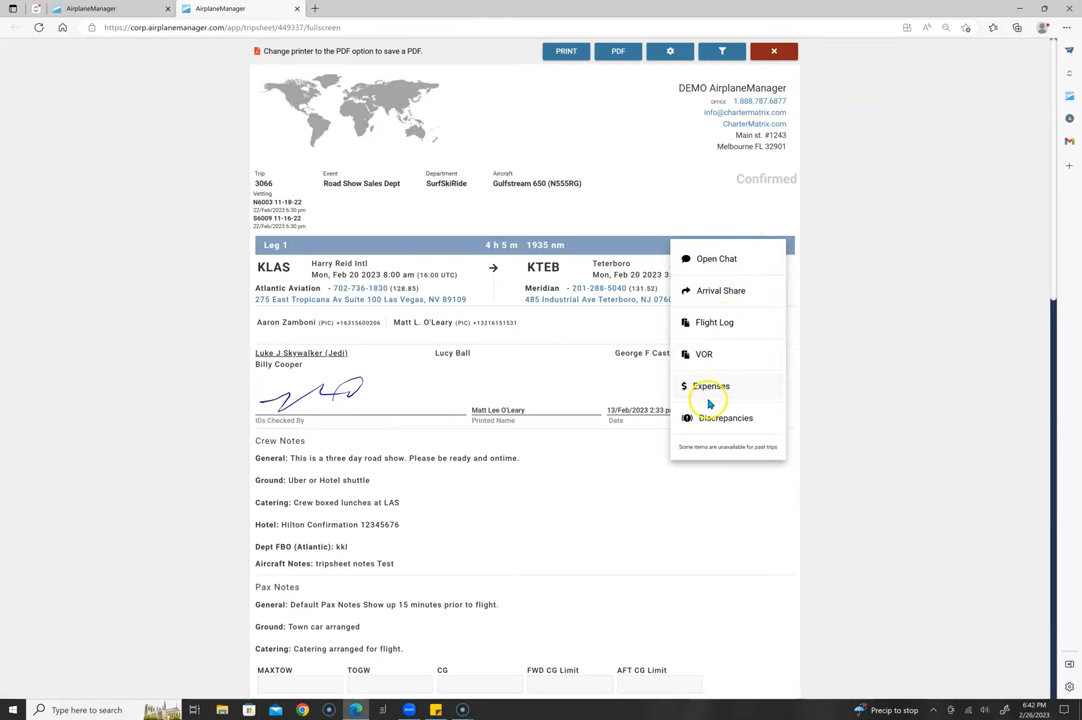 AirplaneManager
AirplaneManager
https://corp.airplanemanager.com/app/tripsheet/449337/fullscreen
Change printer to the PDF option to save a PDF.
PRINT
PDF
DEMO AirplaneManager
OFFICE 1.888.787.6877
info@chartermatrix.com
CharterMatrix.com
Main st. #1243
Melbourne FL 32901
Trip Event Department Aircraft
3066 Road Show Sales Dept SurfSkiRide Gulfstream 650 (N555RG)
Confirmed
Vetting
N6003 11-18-22
22/Feb/2023 6:30 pm
S6009 11-16-22
22/Feb/2023 6:30 pm
Leg 1 4 h 5 m 1935 nm
KLAS Harry Reid Intl KTEB Teterboro
Mon, Feb 20 2023 8:00 am (16:00 UTC) Mon, Feb 20 2023 3:
Atlantic Aviation - 702-736-1830 (128.85) Meridian - 201-288-5040 (131.52)
275 East Tropicana Av Suite 100 Las Vegas, NV 89109 485 Industrial Ave Teterboro, NJ 076
Aaron Zamboni (PIC) +16315600206 Matt L. O'Leary (PIC) +13216151531
Luke J Skywalker (Jedi) Lucy Ball George F Cast
Billy Cooper
Matt Lee O'Leary 13/Feb/2023 2:33 p
IDs Checked By Printed Name Date
Open Chat
Arrival Share
Flight Log
VOR
Expenses
Discrepancies
Some items are unavailable for past trips
Crew Notes
General: This is a three day road show. Please be ready and ontime.
Ground: Uber or Hotel shuttle
Catering: Crew boxed lunches at LAS
Hotel: Hilton Confirmation 12345676
Dept FBO (Atlantic): kkl
Aircraft Notes: tripsheet notes Test
Pax Notes
General: Default Pax Notes Show up 15 minutes prior to flight.
Ground: Town car arranged
Catering: Catering arranged for flight.
MAXTOW TOGW CG FWD CG Limit AFT CG Limit
Type here to search
Precip to stop
6:42 PM
2/26/2023